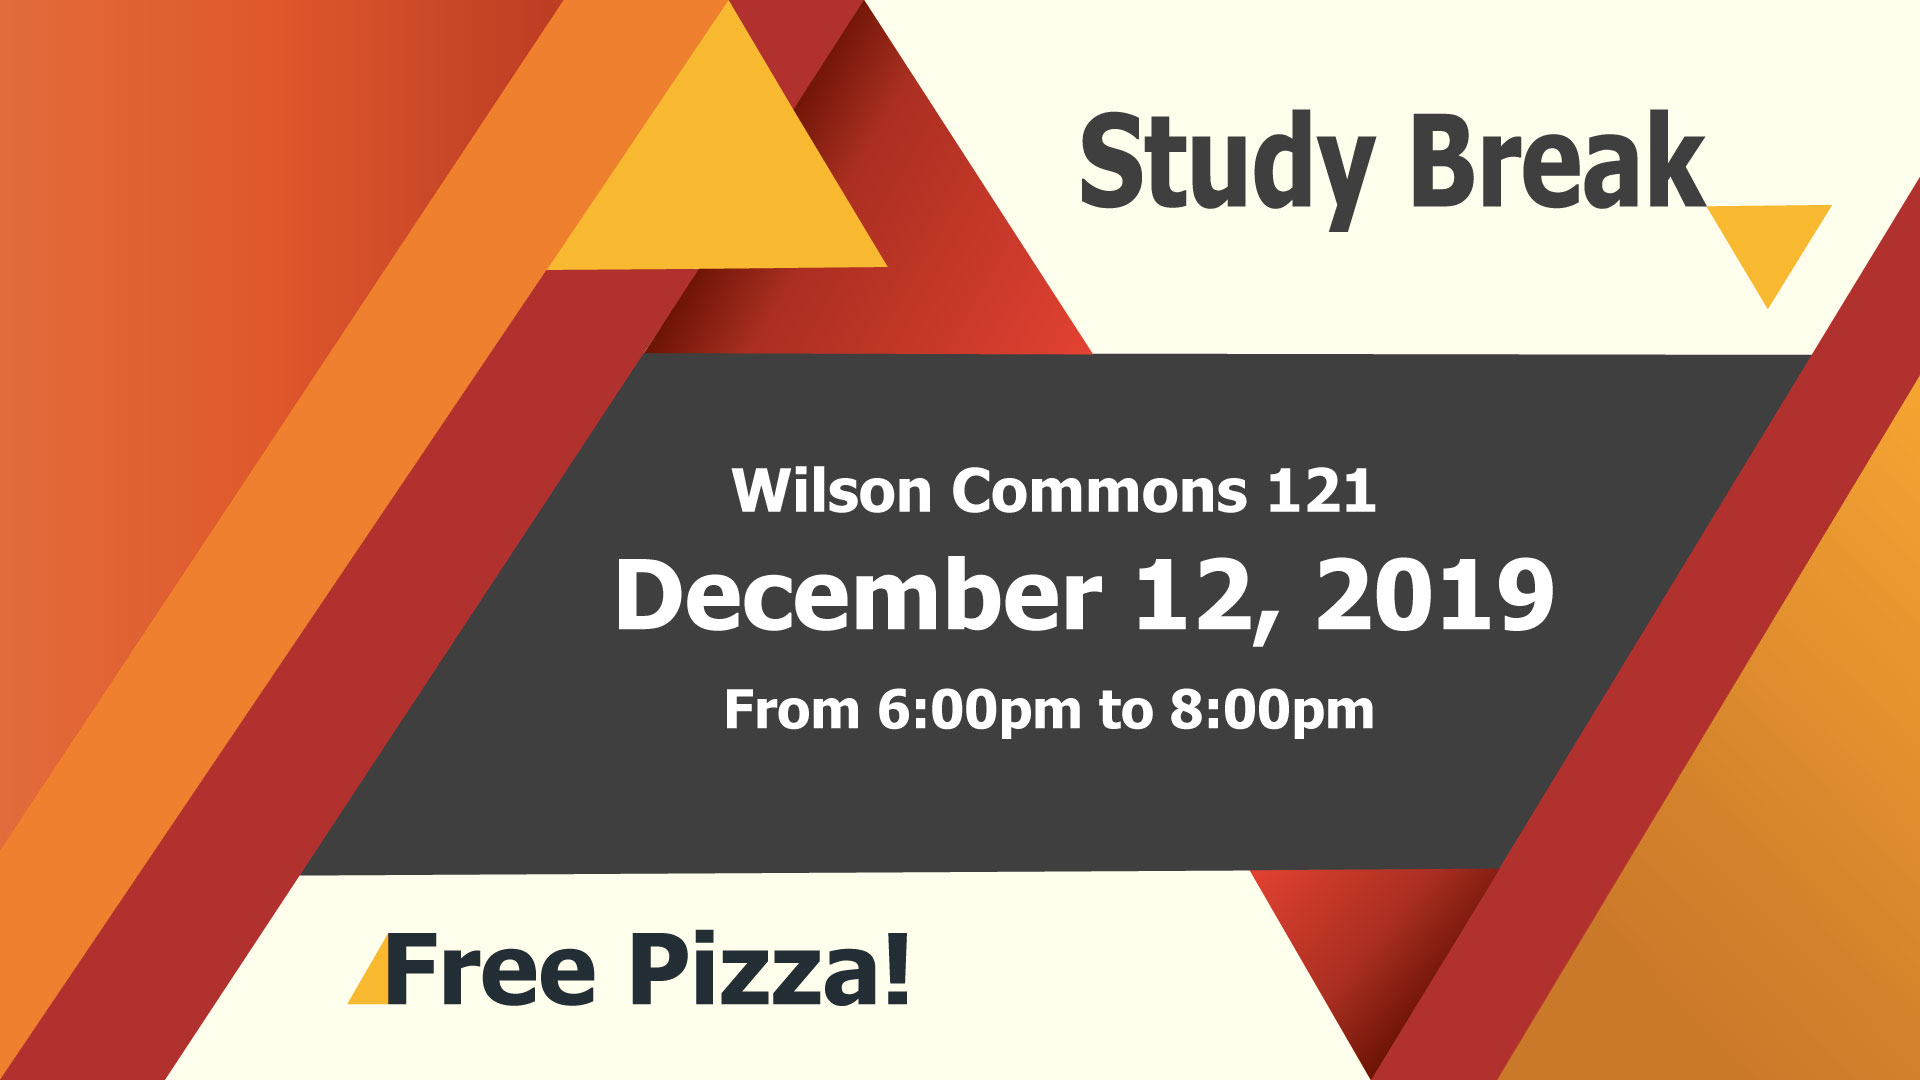 Study Break
Wilson Commons 121
December 12, 2019
From 6:00pm to 8:00pm
Free Pizza!